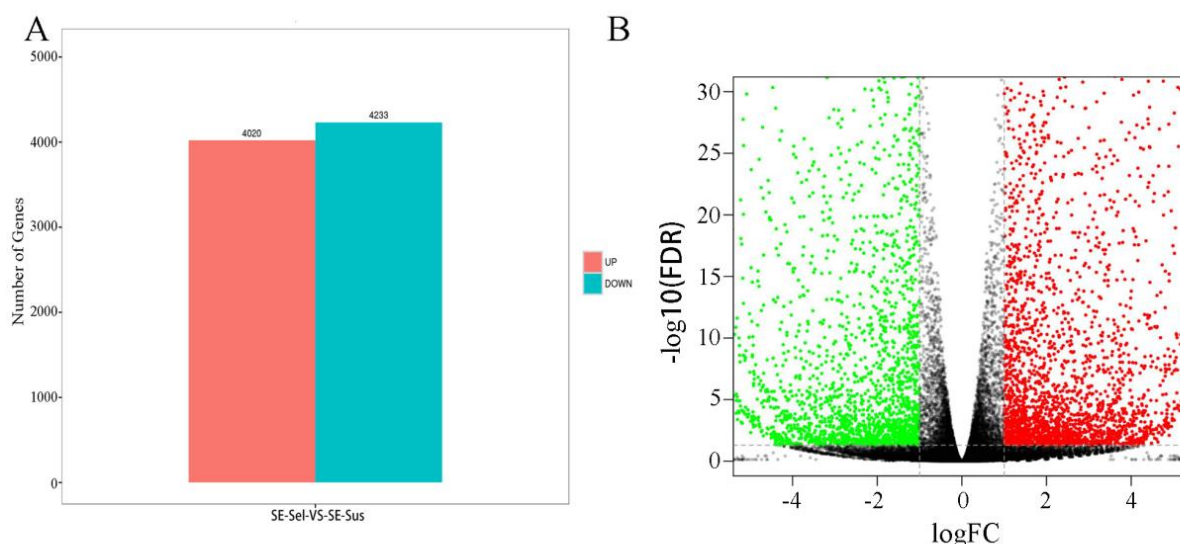 A
5000
4000
3000
2000
1000
0
Number of Genes
4020
4233
SE-Sel-VS-SE-Sus
UP
DOWN
B
30
25
20
15
10
5
0
-log10(FDR)
-4 -2 0 2 4
logFC